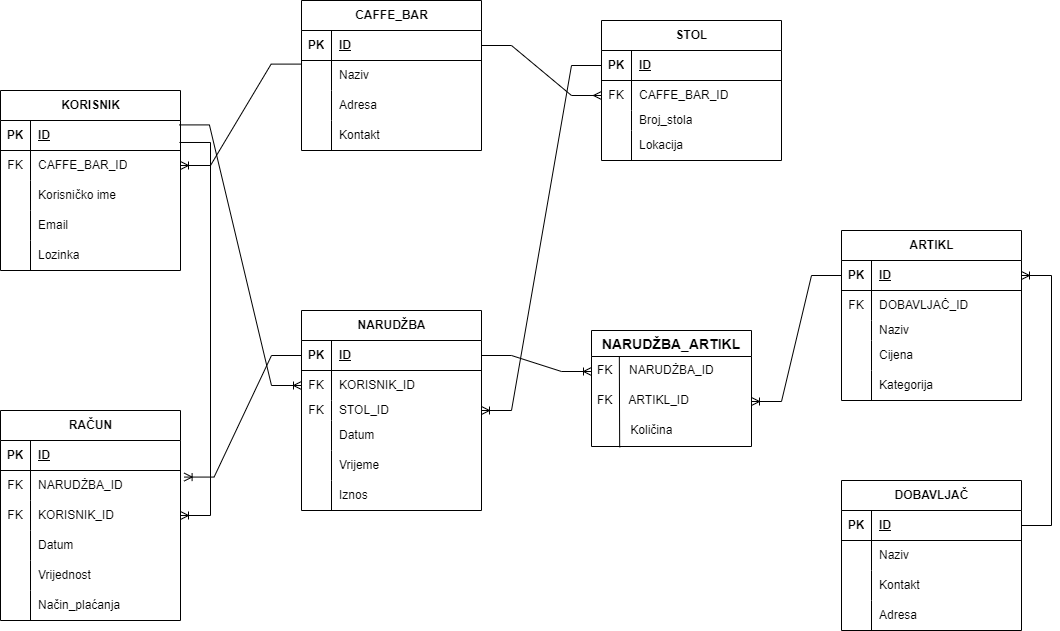 CAFFE_BAR
PK ID
Naziv
Adresa
Kontakt
STOL
PK ID
FK CAFFE_BAR_ID
Broj_stola
Lokacija
KORISNIK
PK ID
FK CAFFE_BAR_ID
Korisničko ime
Email
Lozinka
NARUDŽBA
PK ID
FK KORISNIK_ID
FK STOL_ID
Datum
Vrijeme
Iznos
NARUDŽBA_ARTIKL
FK NARUDŽBA_ID
FK ARTIKL_ID
Količina
ARTIKL
PK ID
FK DOBAVLJAČ_ID
Naziv
Cijena
Kategorija
RAČUN
PK ID
FK NARUDŽBA_ID
FK KORISNIK_ID
Datum
Vrijednost
Način_plaćanja
DOBAVLJAČ
PK ID
Naziv
Kontakt
Adresa